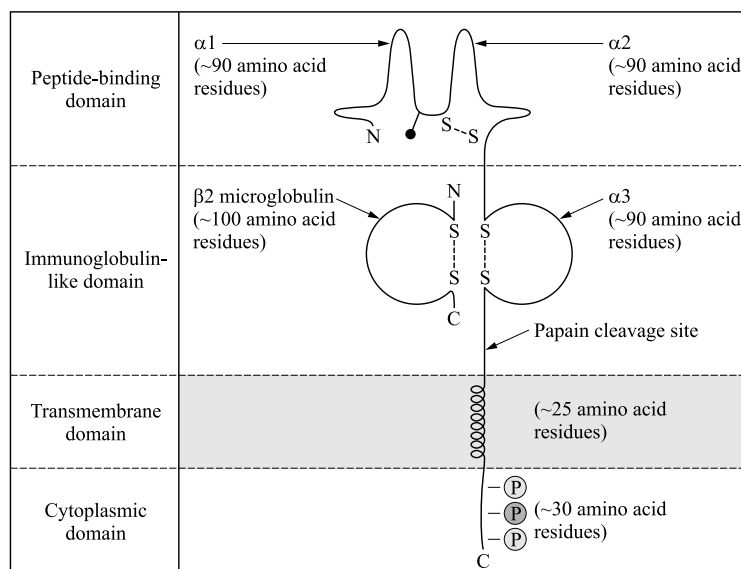 Peptide-binding
domain
α1
(~90 amino acid
residues)
α2
(~90 amino acid
residues)
N
S
S
Immunoglobulin-
like domain
β2 microglobulin
(~100 amino acid
residues)
N
S
S
C
S
S
α3
(~90 amino acid
residues)
Papain cleavage site
Transmembrane
domain
(~25 amino acid
residues)
Cytoplasmic
domain
P
P
P
(~30 amino acid
residues)
C